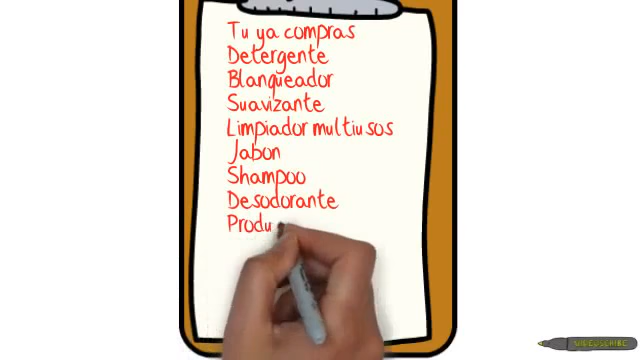 Tu ya compras
Detergente
Blanqueador
Suavizante
Limpiador multiusos
Jabon
Shampoo
Desodorante
Produ